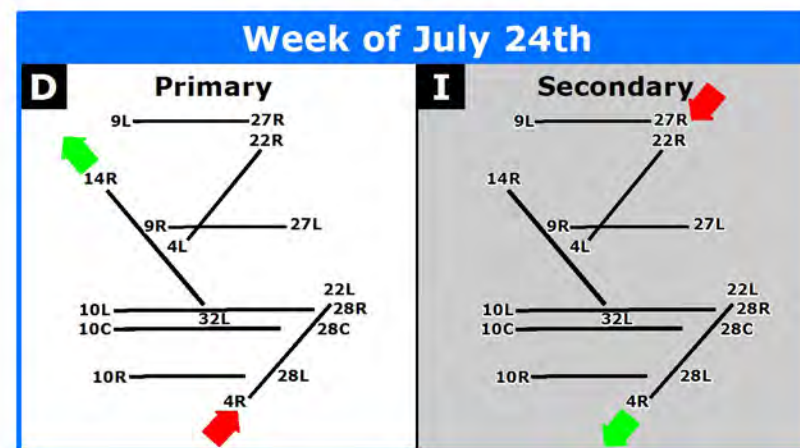 Week of July 24th
D Primary
9L 27R
22R
14R
9R 27L
4L
22L
10L 28R
32L
10C 28C
10R 28L
4R
I Secondary
9L 27R
22R
14R
9R 27L
4L
22L
10L 28R
32L
10C 28C
10R 28L
4R